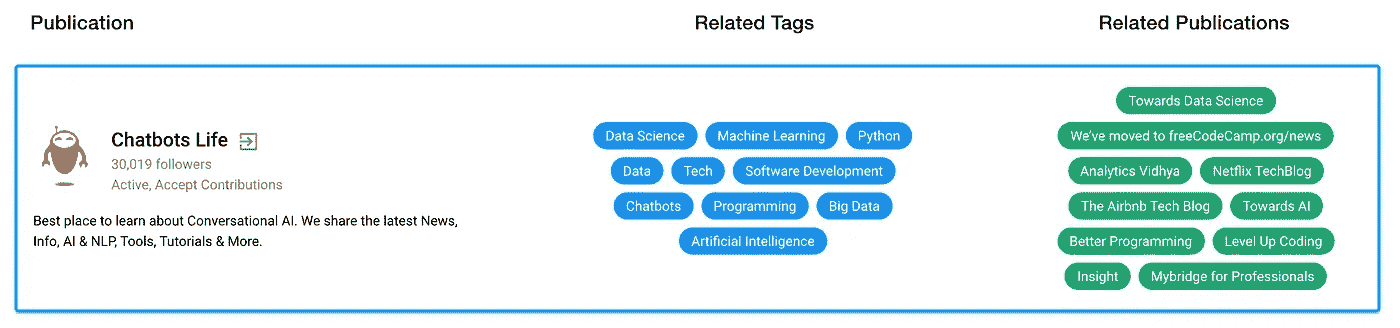 Publication
Related Tags
Related Publications
Chatbots Life
30,019 followers
Active, Accept Contributions
Best place to learn about Conversational AI. We share the latest News,
Info, AI & NLP, Tools, Tutorials & More.
Data Science Machine Learning Python
Data Tech Software Development
Chatbots Programming Big Data
Artificial Intelligence
Towards Data Science
We've moved to freeCodeCamp.org/news
Analytics Vidhya Netflix TechBlog
The Airbnb Tech Blog Towards AI
Better Programming Level Up Coding
Insight Mybridge for Professionals